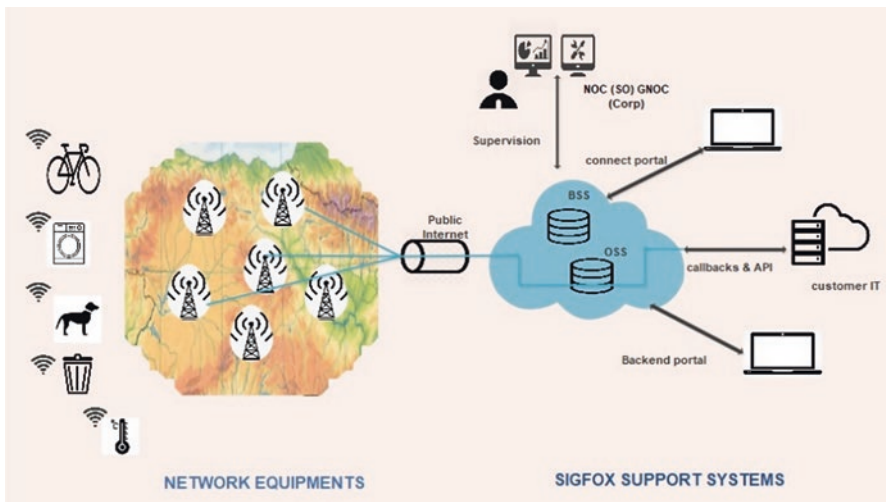 NOC (SO) GNOC
(Corp)
Supervision
connect portal
BSS
Public
Internet
OSS
callbacks & API
customer IT
Backend portal
°C
NETWORK EQUIPMENTS
SIGFOX SUPPORT SYSTEMS